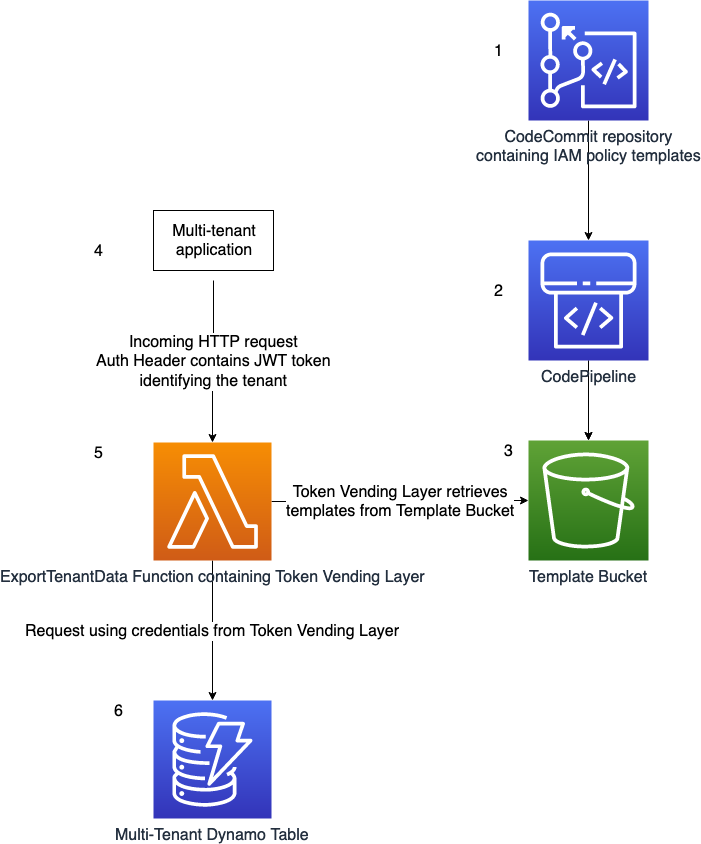 1
CodeCommit repository
containing IAM policy templates
4
Multi-tenant
application
2
Incoming HTTP request
Auth Header contains JWT token
identifying the tenant
CodePipeline
5
3
Token Vending Layer retrieves
templates from Template Bucket
ExportTenantData Function containing Token Vending Layer
Template Bucket
Request using credentials from Token Vending Layer
6
Multi-Tenant Dynamo Table